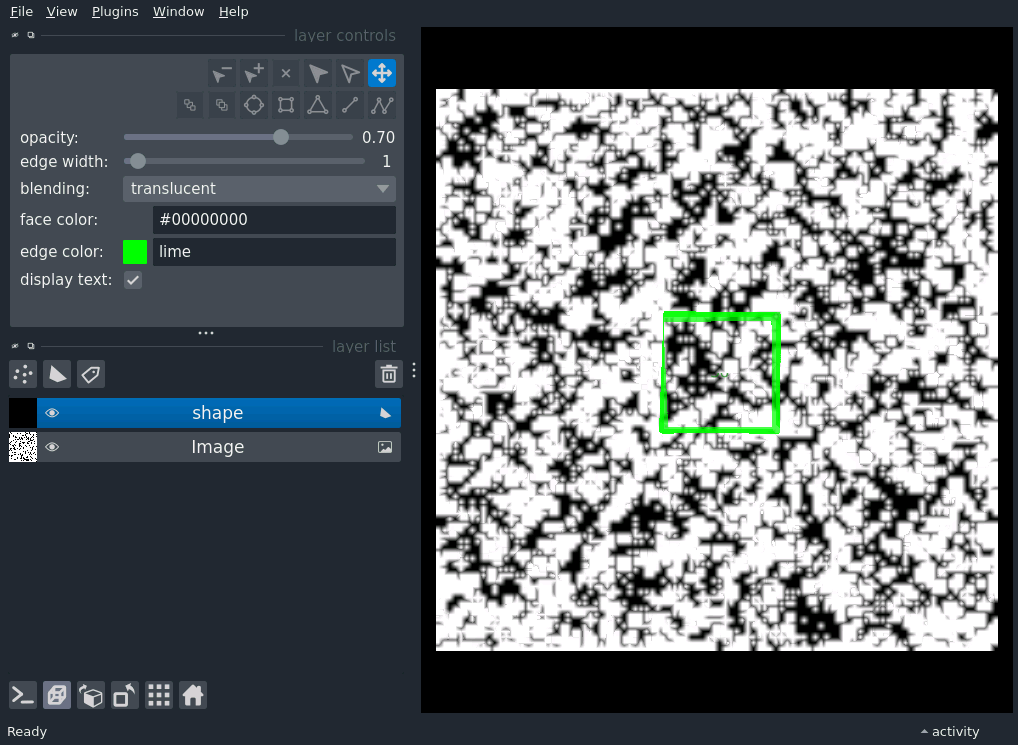 File View Plugins Window Help
layer controls
opacity: 0.70
edge width: 1
blending: translucent
face color: #00000000
edge color: lime
display text:
layer list
shape
Image
Ready activity